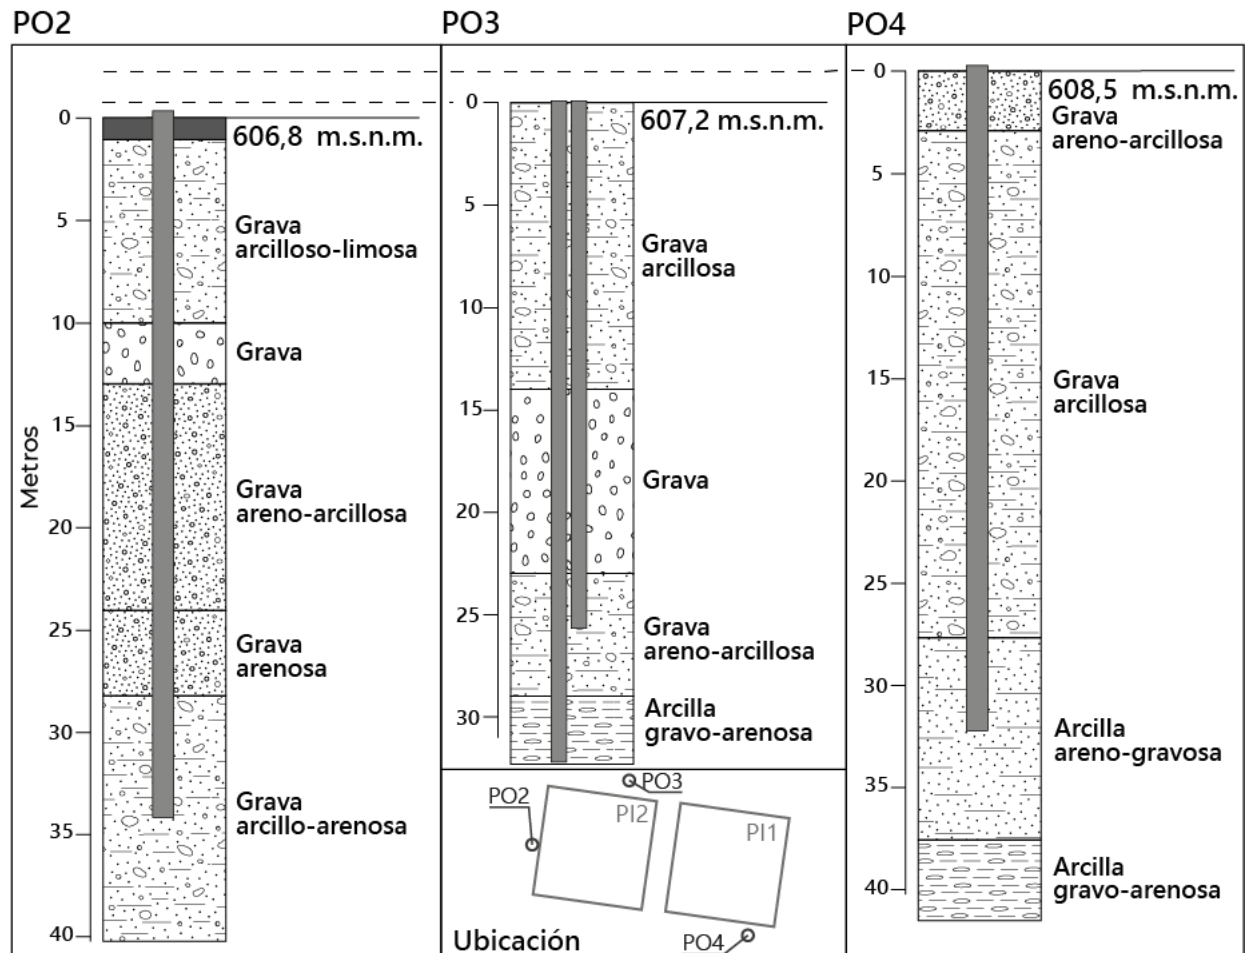 PO2
PO3
PO4
Metros
0
5
10
15
20
25
30
35
40
606,8 m.s.n.m.
Grava
arcilloso-limosa
Grava
Grava
areno-arcillosa
Grava
arenosa
Grava
arcillo-arenosa
0
5
10
15
20
25
30
607,2 m.s.n.m.
Grava
arcillosa
Grava
Grava
areno-arcillosa
Arcilla
gravo-arenosa
PO3
PO2
PI2
PI1
PO4
Ubicación
0
5
10
15
20
25
30
35
40
608,5 m.s.n.m.
Grava
areno-arcillosa
Grava
arcillosa
Arcilla
areno-gravosa
Arcilla
gravo-arenosa